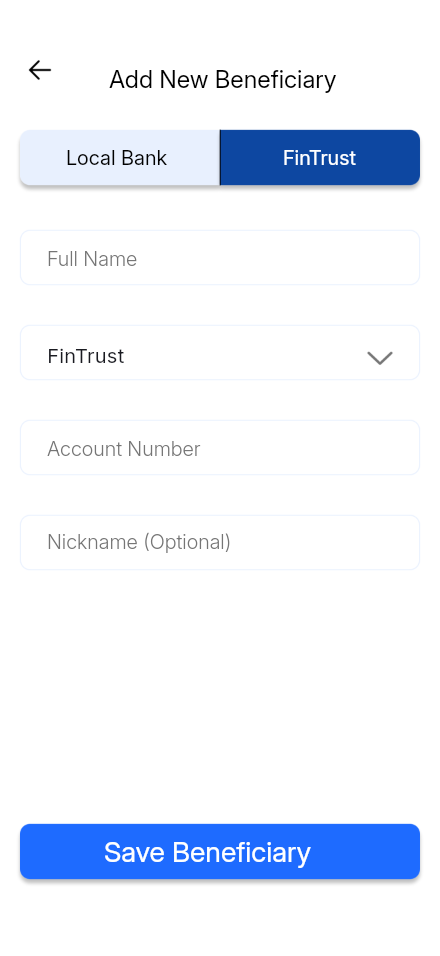 Add New Beneficiary
Local Bank FinTrust
Full Name
FinTrust
Account Number
Nickname (Optional)
Save Beneficiary